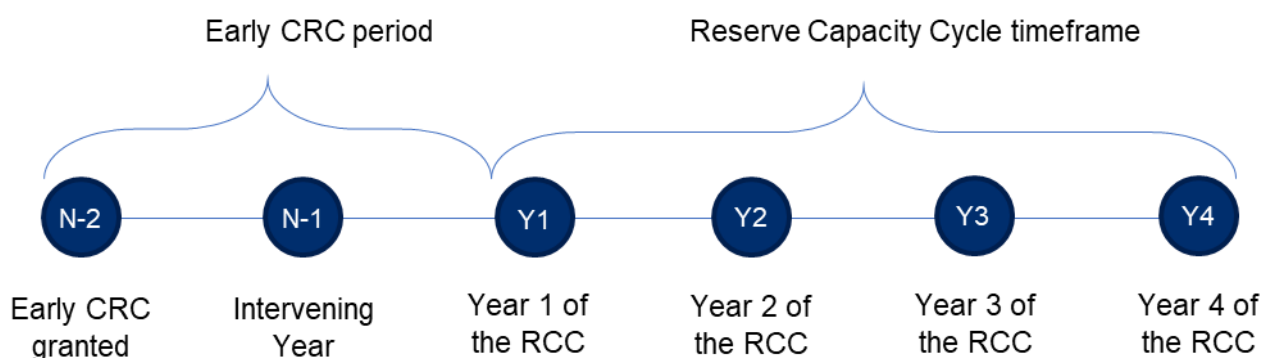 Early CRC period
Reserve Capacity Cycle timeframe
N-2
N-1
Y1
Y2
Y3
Y4
Early CRC
granted
Intervening
Year
Year 1 of
the RCC
Year 2 of
the RCC
Year 3 of
the RCC
Year 4 of
the RCC